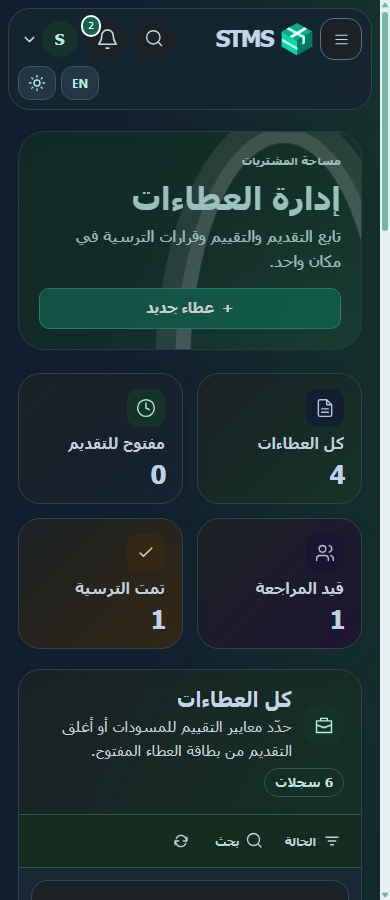 STMS
2
S
EN
مساحة المشتريات
إدارة العطاءات
تابع التقديم والتقييم وقرارات الترسية في
مكان واحد.
+ عطاء جديد
كل العطاءات
4
مفتوح للتقديم
0
قيد المراجعة
1
تمت الترسية
1
كل العطاءات
حدّد معايير التقييم للمسودات أو أغلق
التقديم من بطاقة العطاء المفتوح.
6 سجلات
الحالة
بحث